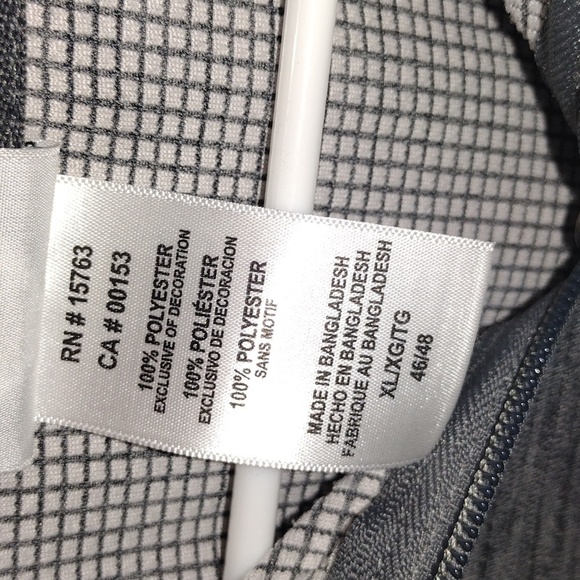 RN # 15763
CA # 00153
100% POLYESTER
EXCLUSIVE OF DECORATION
100% POLIÉSTER
EXCLUSIVO DE DECORACION
100% POLYESTER
SANS MOTIF
MADE IN BANGLADESH
HECHO EN BANGLADESH
FABRIQUE AU BANGLADESH
XL/XG/TG
46/48